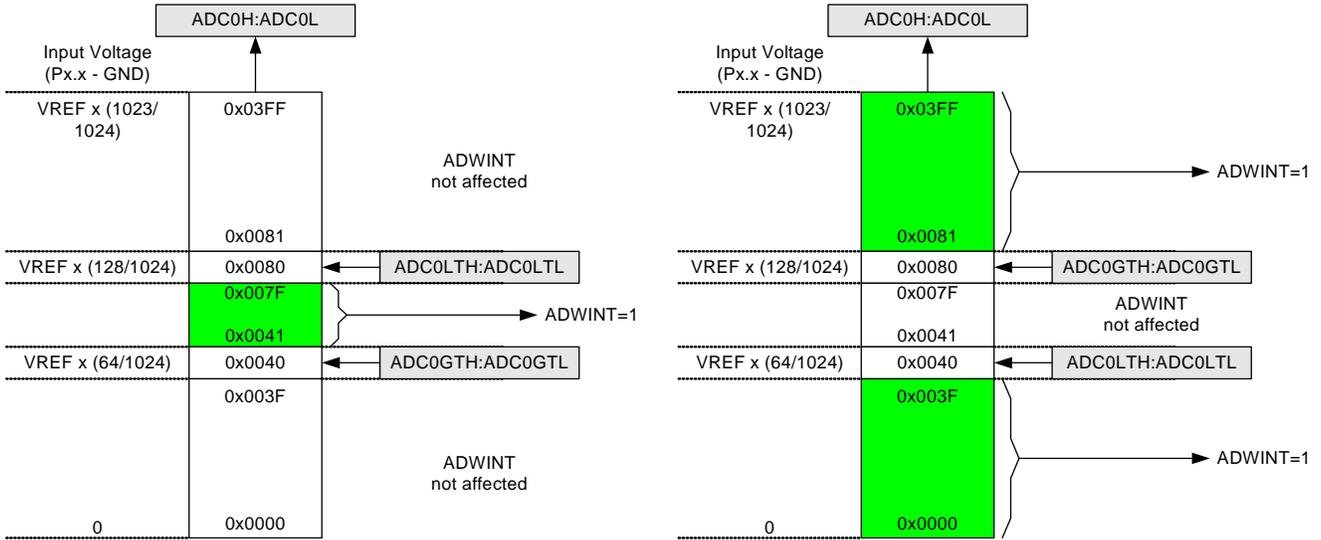 ADC0H:ADC0L
Input Voltage
(Px.x - GND)
VREF x (1023/
1024)
0x03FF
ADWINT
not affected
0x0081
VREF x (128/1024)
0x0080
ADC0LTH:ADC0LTL
0x007F
ADWINT=1
0x0041
VREF x (64/1024)
0x0040
ADC0GTH:ADC0GTL
0x003F
ADWINT
not affected
0
0x0000
ADC0H:ADC0L
Input Voltage
(Px.x - GND)
VREF x (1023/
1024)
0x03FF
ADWINT=1
0x0081
VREF x (128/1024)
0x0080
ADC0GTH:ADC0GTL
0x007F
ADWINT
not affected
0x0041
VREF x (64/1024)
0x0040
ADC0LTH:ADC0LTL
0x003F
ADWINT=1
0
0x0000